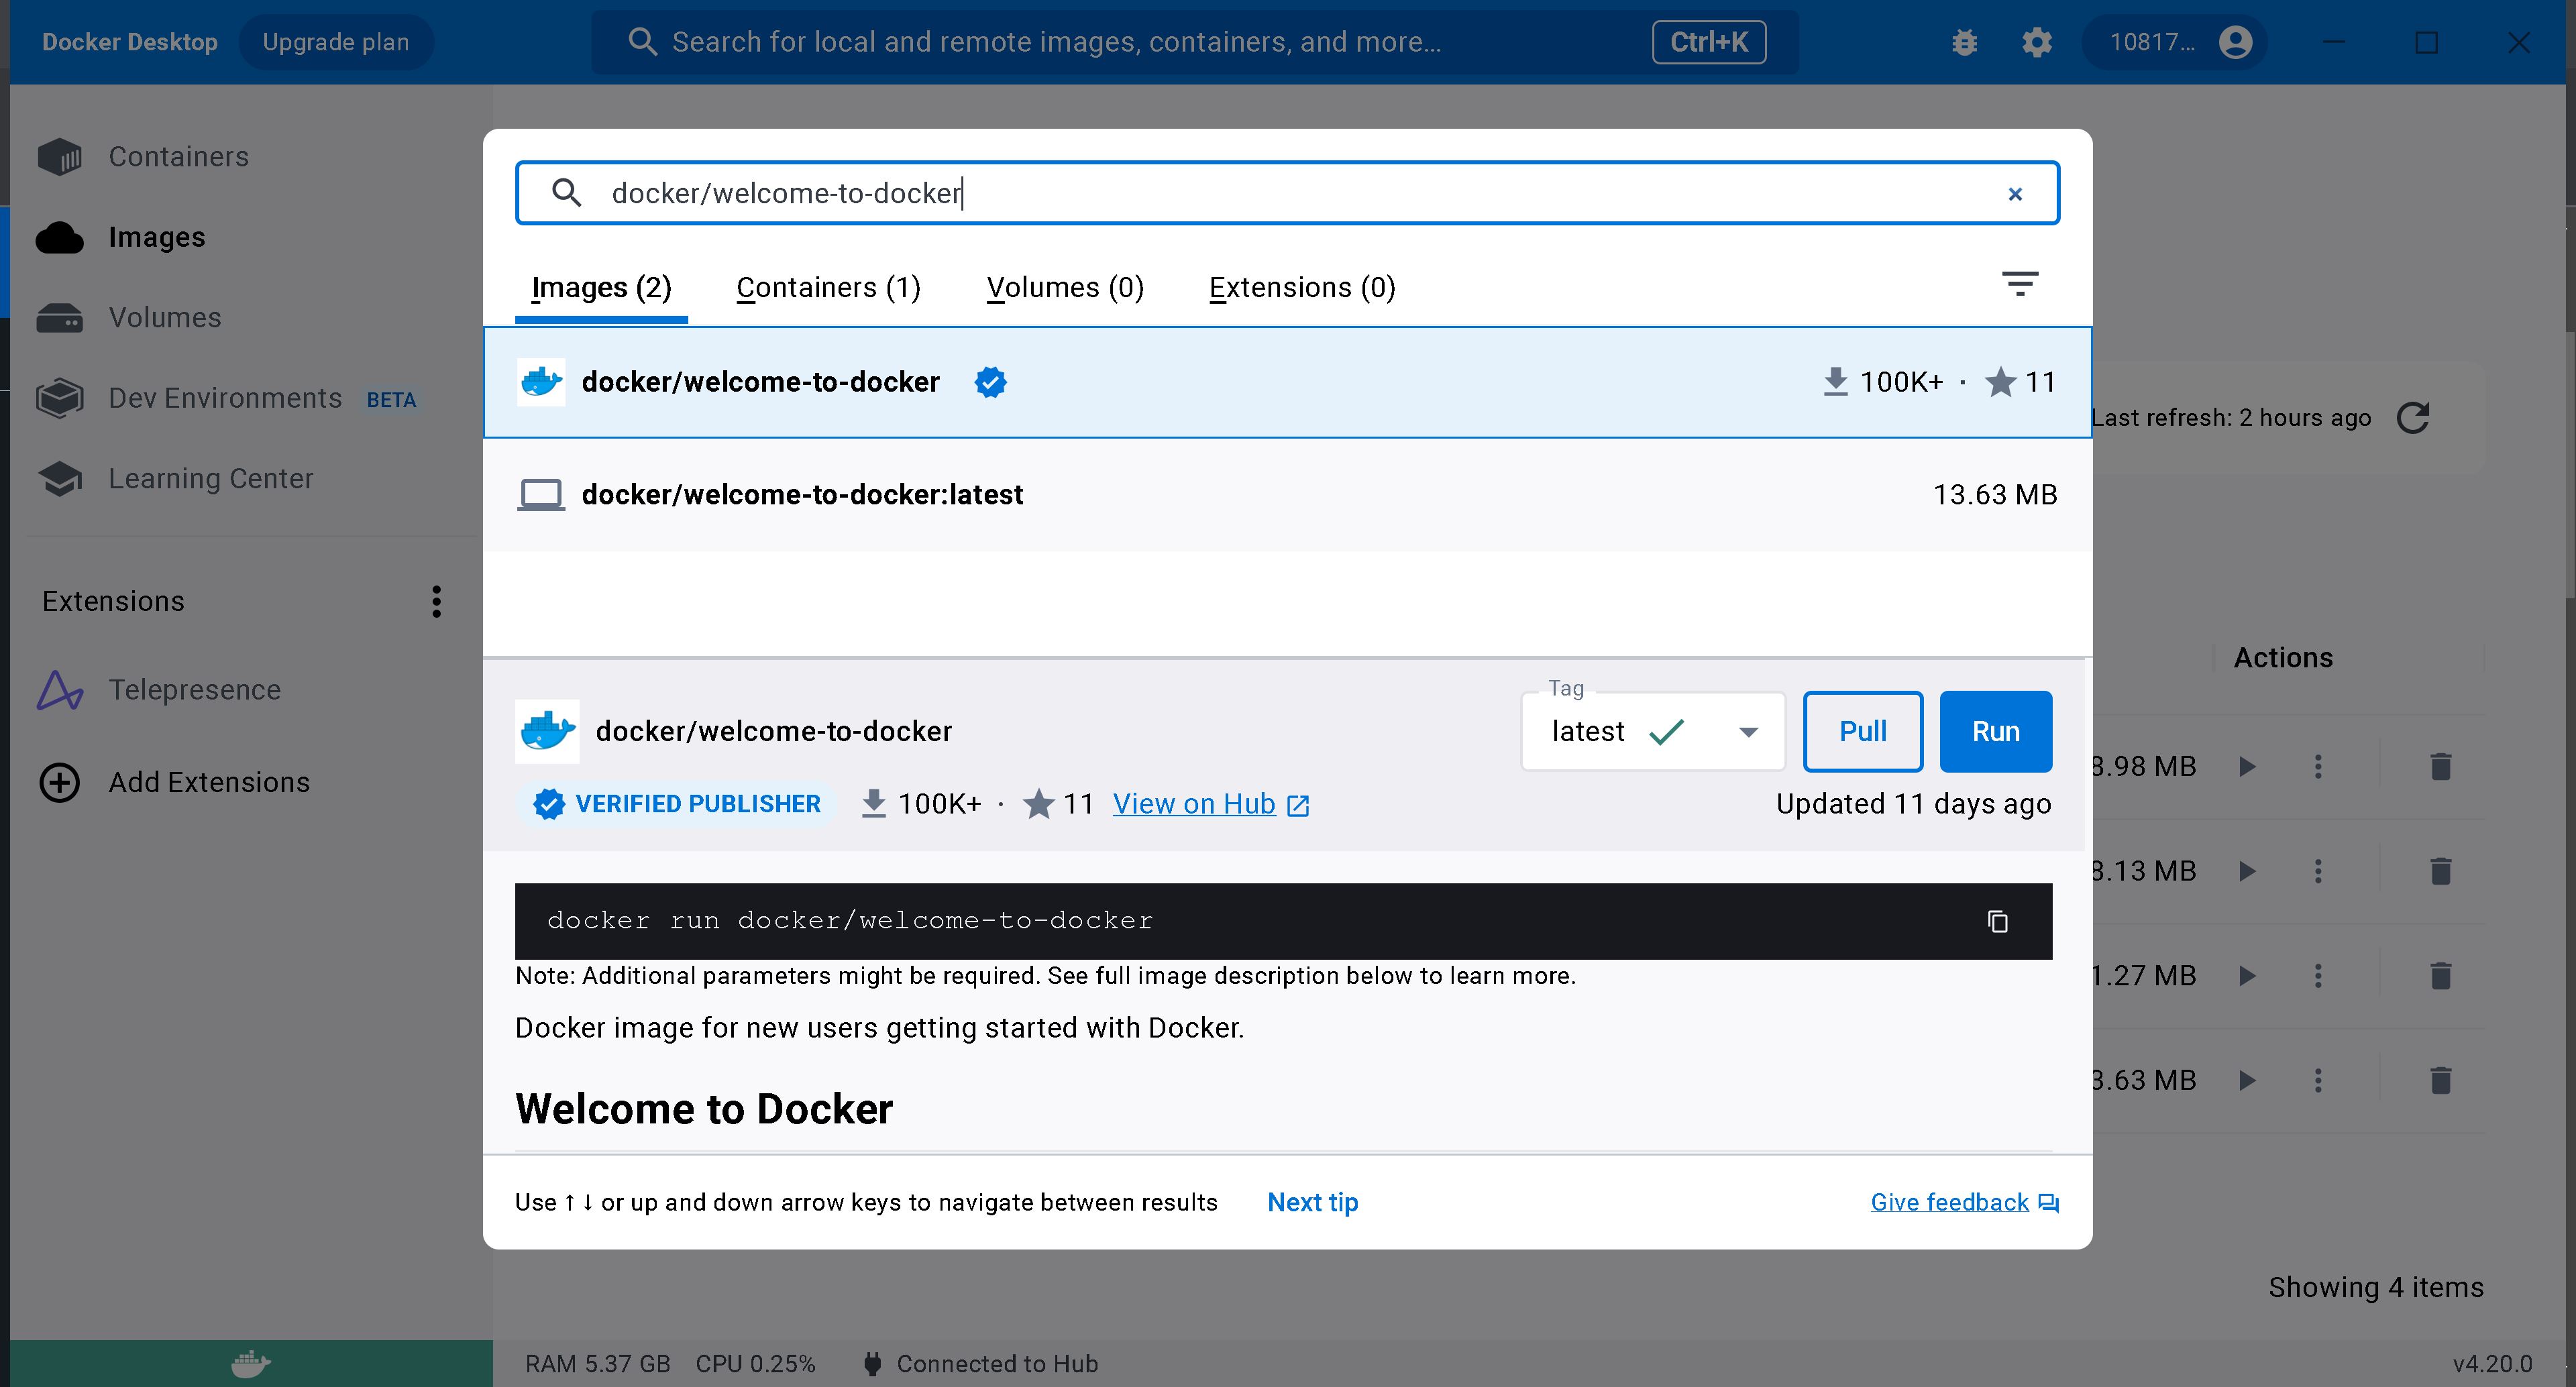 Docker Desktop Upgrade plan Search for local and remote images, containers, and more... Ctrl+K 10817...
Containers
Images
Volumes
Dev Environments BETA
Learning Center
Extensions
Telepresence
Add Extensions
docker/welcome-to-docker
Images (2) Containers (1) Volumes (0) Extensions (0)
docker/welcome-to-docker 100K+ · 11
docker/welcome-to-docker:latest 13.63 MB
Tag
docker/welcome-to-docker latest Pull Run
VERIFIED PUBLISHER 100K+ · 11 View on Hub Updated 11 days ago
docker run docker/welcome-to-docker
Note: Additional parameters might be required. See full image description below to learn more.
Docker image for new users getting started with Docker.
Welcome to Docker
Use ↑ ↓ or up and down arrow keys to navigate between results Next tip Give feedback
Last refresh: 2 hours ago
Actions
8.98 MB
8.13 MB
1.27 MB
3.63 MB
Showing 4 items
RAM 5.37 GB CPU 0.25% Connected to Hub v4.20.0